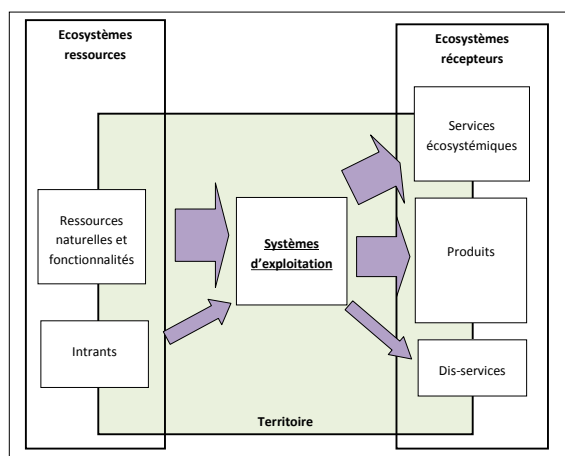 Ecosystèmes
ressources
Ecosystèmes
récepteurs
Services
écosystémiques
Ressources
naturelles et
fonctionnalités
Systèmes
d'exploitation
Produits
Intrants
Dis-services
Territoire